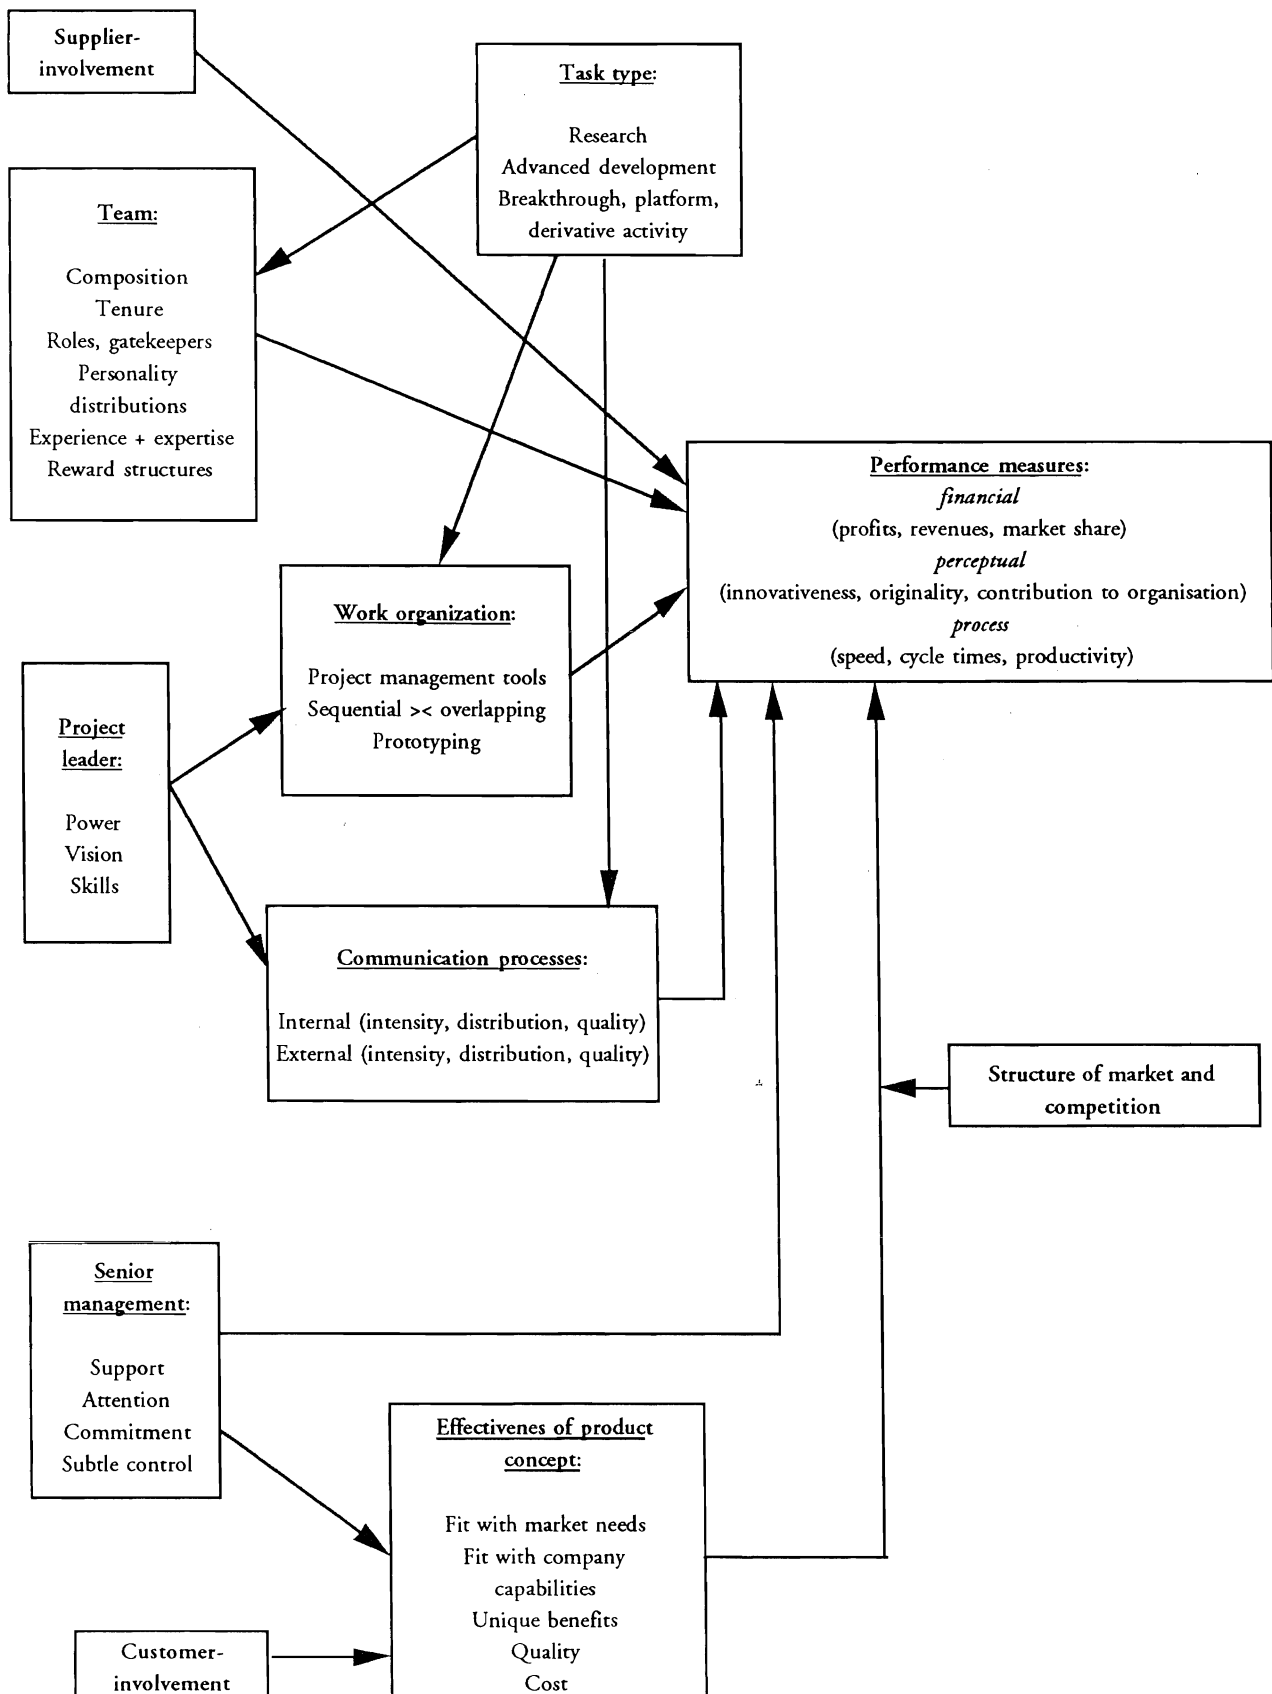 Supplier-
involvement
Task type:
Research
Advanced development
Breakthrough, platform,
derivative activity
Team:
Composition
Tenure
Roles, gatekeepers
Personality
distributions
Experience + expertise
Reward structures
Performance measures:
financial
(profits, revenues, market share)
perceptual
(innovativeness, originality, contribution to organisation)
process
(speed, cycle times, productivity)
Work organization:
Project management tools
Sequential >< overlapping
Prototyping
Project
leader:
Power
Vision
Skills
Communication processes:
Internal (intensity, distribution, quality)
External (intensity, distribution, quality)
Structure of market and
competition
Senior
management:
Support
Attention
Commitment
Subtle control
Effectivenes of product
concept:
Fit with market needs
Fit with company
capabilities
Unique benefits
Quality
Cost
Customer-
involvement